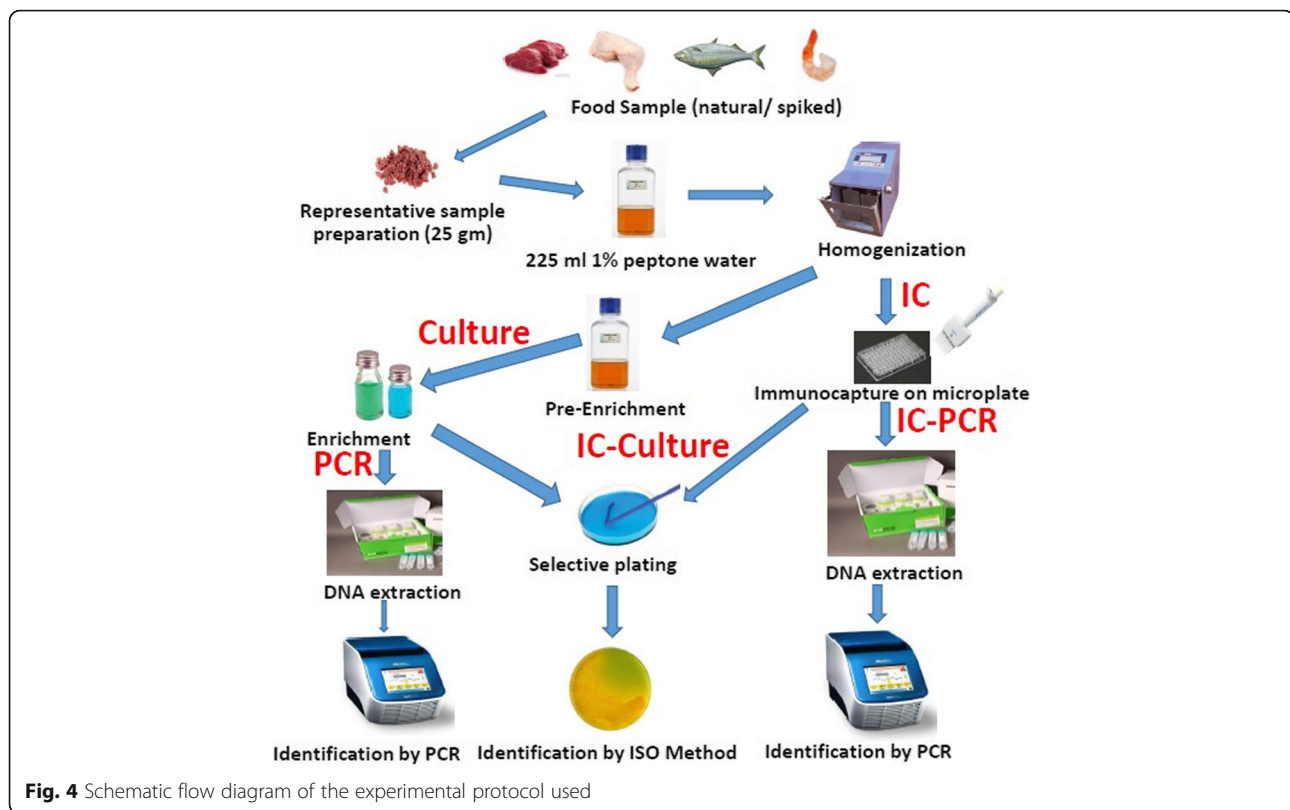 Food Sample (natural/ spiked)
Representative sample
preparation (25 gm)
225 ml 1% peptone water
Homogenization
IC
Culture
Pre-Enrichment
Immunocapture on microplate
Enrichment
IC-Culture
IC-PCR
PCR
Selective plating
DNA extraction
DNA extraction
Identification by PCR
Identification by ISO Method
Identification by PCR
Fig. 4 Schematic flow diagram of the experimental protocol used